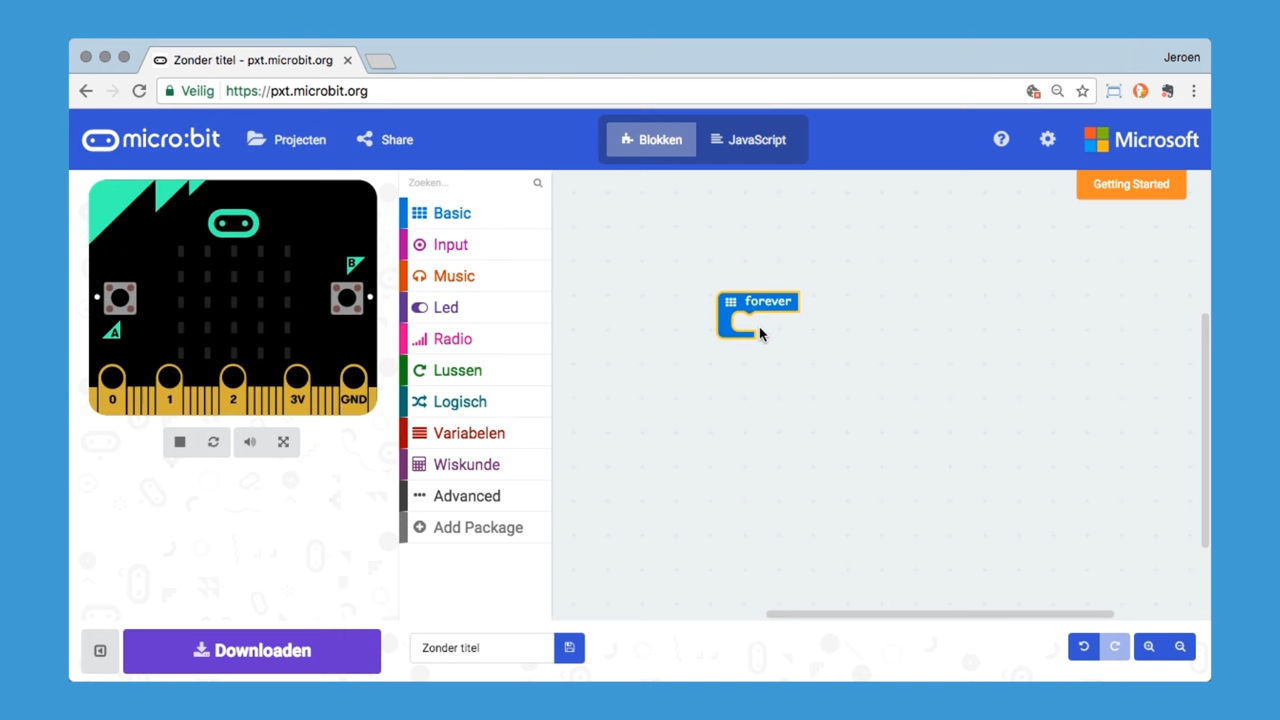 Zonder titel - pxt.microbit.org
Jeroen
Veilig https://pxt.microbit.org
micro:bit Projecten Share Blokken JavaScript Microsoft
Getting Started
Zoeken...
Basic
Input
Music
Led
Radio
Lussen
Logisch
Variabelen
Wiskunde
Advanced
Add Package
forever
B
A
0 1 2 3V GND
Downloaden
Zonder titel